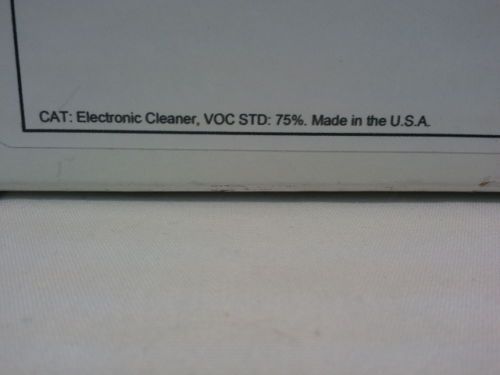 CAT: Electronic Cleaner, VOC STD: 75%. Made in the U.S.A.